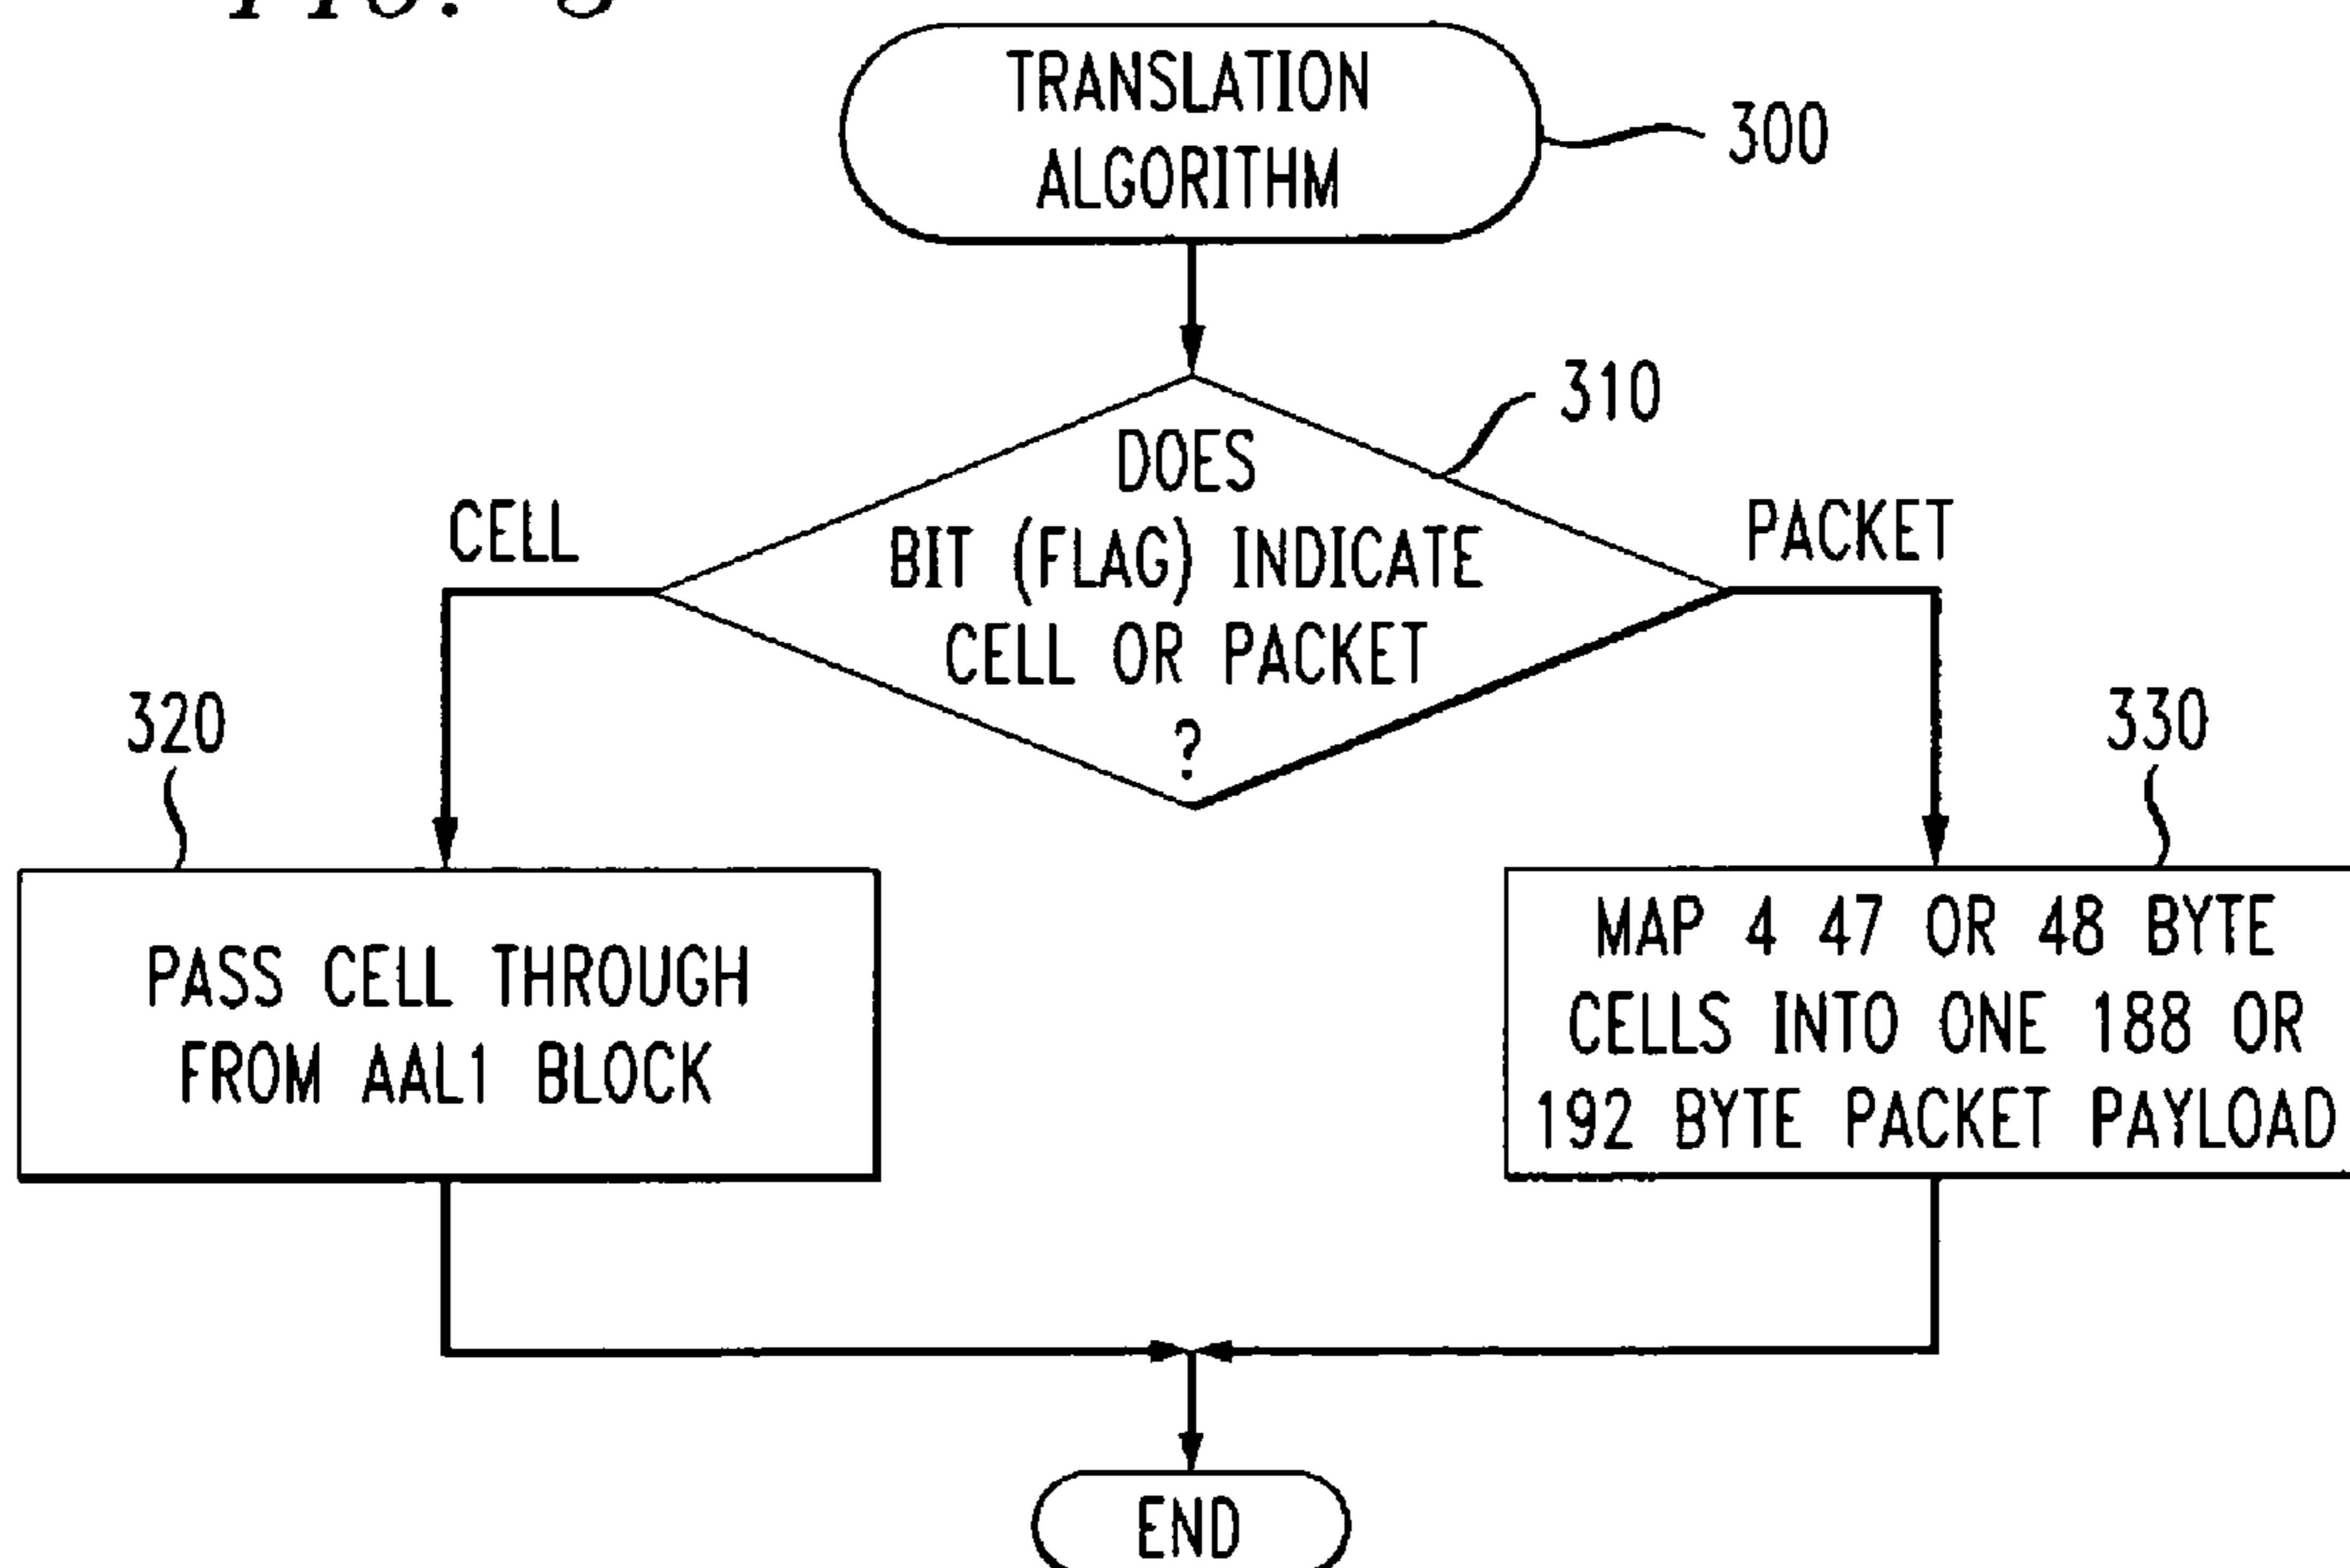 TRANSLATION
ALGORITHM
300
310
DOES
BIT (FLAG) INDICATE
CELL OR PACKET
?
CELL
PACKET
320
330
PASS CELL THROUGH
FROM AAL1 BLOCK
MAP 4 47 OR 48 BYTE
CELLS INTO ONE 188 OR
192 BYTE PACKET PAYLOAD
END